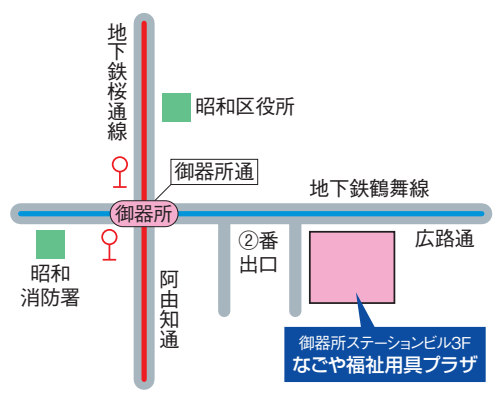 地下鉄桜通線
昭和区役所
御器所通
地下鉄鶴舞線
御器所
広路通
②番
出口
昭和
消防署
阿由知通
御器所ステーションビル3F
なごや福祉用具プラザ